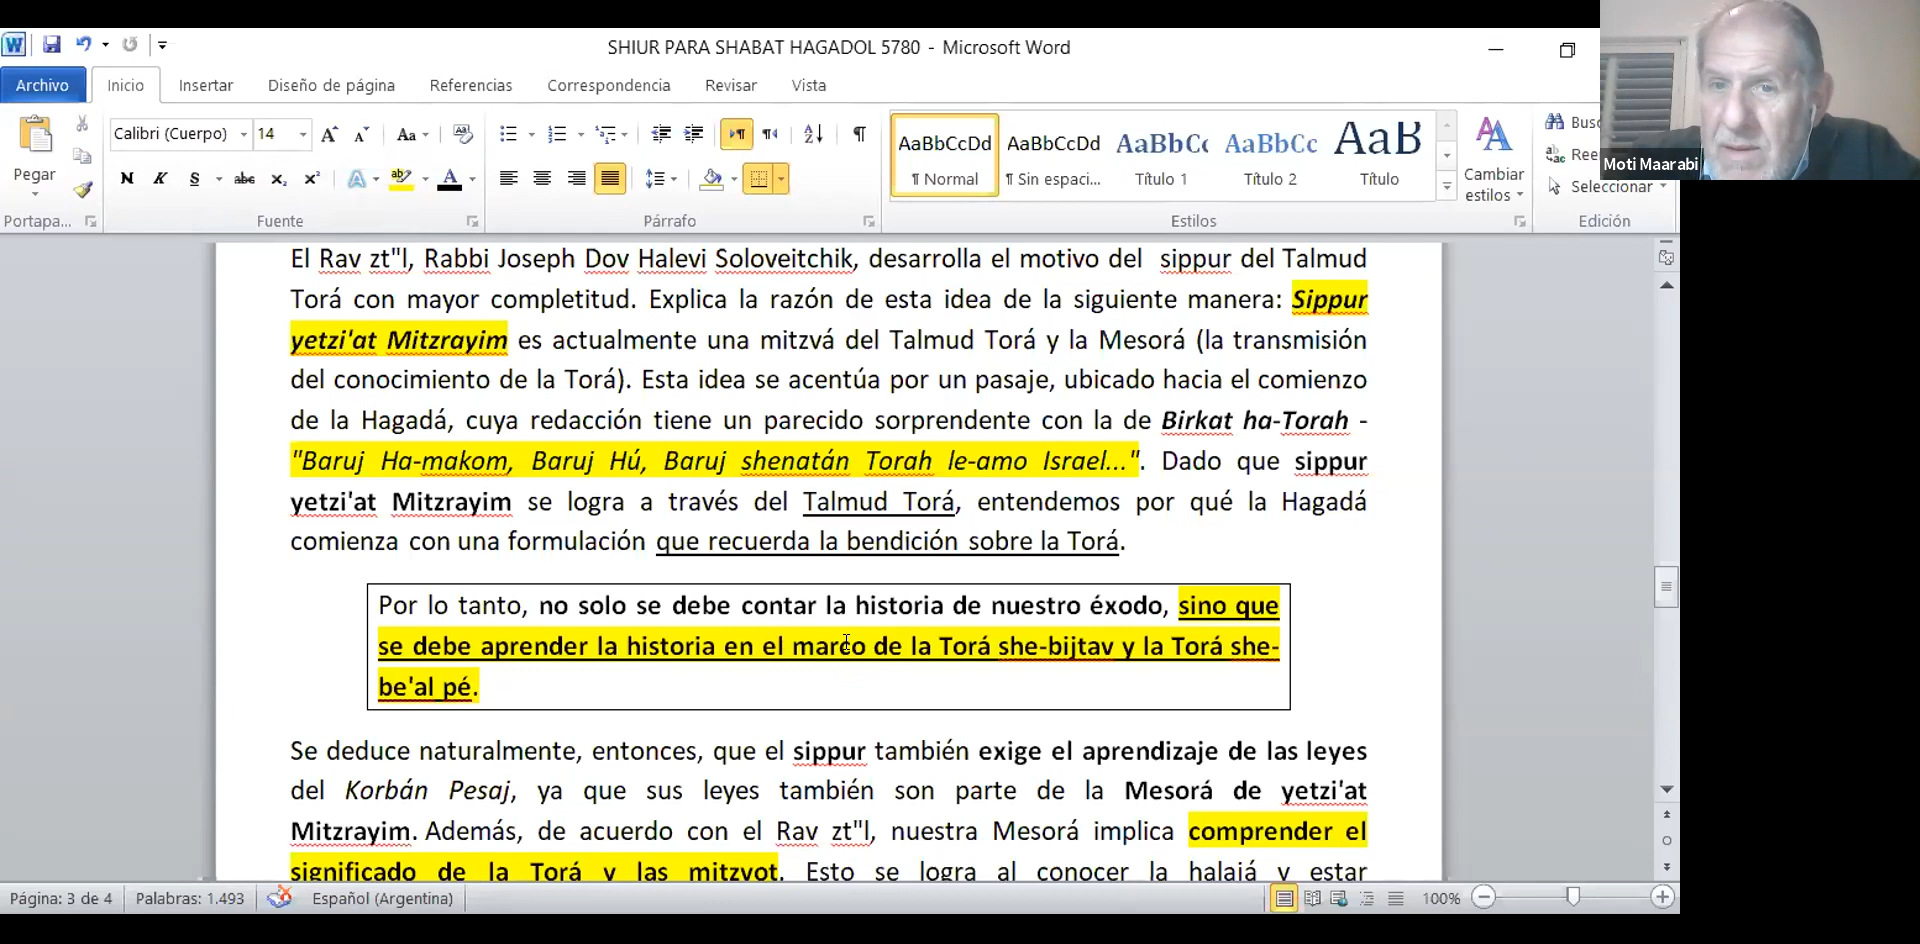 SHIUR PARA SHABAT HAGADOL 5780 - Microsoft Word
Archivo Inicio Insertar Diseño de página Referencias Correspondencia Revisar Vista
Pegar
Calibri (Cuerpo) 14
AaBbCcDd AaBbCcDd AaBbCc AaBbCc AaB
¶ Normal ¶ Sin espaci... Título 1 Título 2 Título
Cambiar estilos
Seleccionar
Portapa... Fuente Párrafo Estilos Edición
Moti Maarabi
El Rav zt"l, Rabbi Joseph Dov Halevi Soloveitchik, desarrolla el motivo del sippur del Talmud
Torá con mayor completitud. Explica la razón de esta idea de la siguiente manera: Sippur
yetzi'at Mitzrayim es actualmente una mitzvá del Talmud Torá y la Mesorá (la transmisión
del conocimiento de la Torá). Esta idea se acentúa por un pasaje, ubicado hacia el comienzo
de la Hagadá, cuya redacción tiene un parecido sorprendente con la de Birkat ha-Torah -
"Baruj Ha-makom, Baruj Hú, Baruj shenatán Torah le-amo Israel...". Dado que sippur
yetzi'at Mitzrayim se logra a través del Talmud Torá, entendemos por qué la Hagadá
comienza con una formulación que recuerda la bendición sobre la Torá.
Por lo tanto, no solo se debe contar la historia de nuestro éxodo, sino que
se debe aprender la historia en el marco de la Torá she-bijtav y la Torá she-
be'al pé.
Se deduce naturalmente, entonces, que el sippur también exige el aprendizaje de las leyes
del Korbán Pesaj, ya que sus leyes también son parte de la Mesorá de yetzi'at
Mitzrayim. Además, de acuerdo con el Rav zt"l, nuestra Mesorá implica comprender el
significado de la Torá y las mitzvot. Esto se logra al conocer la halajá y estar
Página: 3 de 4 Palabras: 1.493 Español (Argentina) 100%